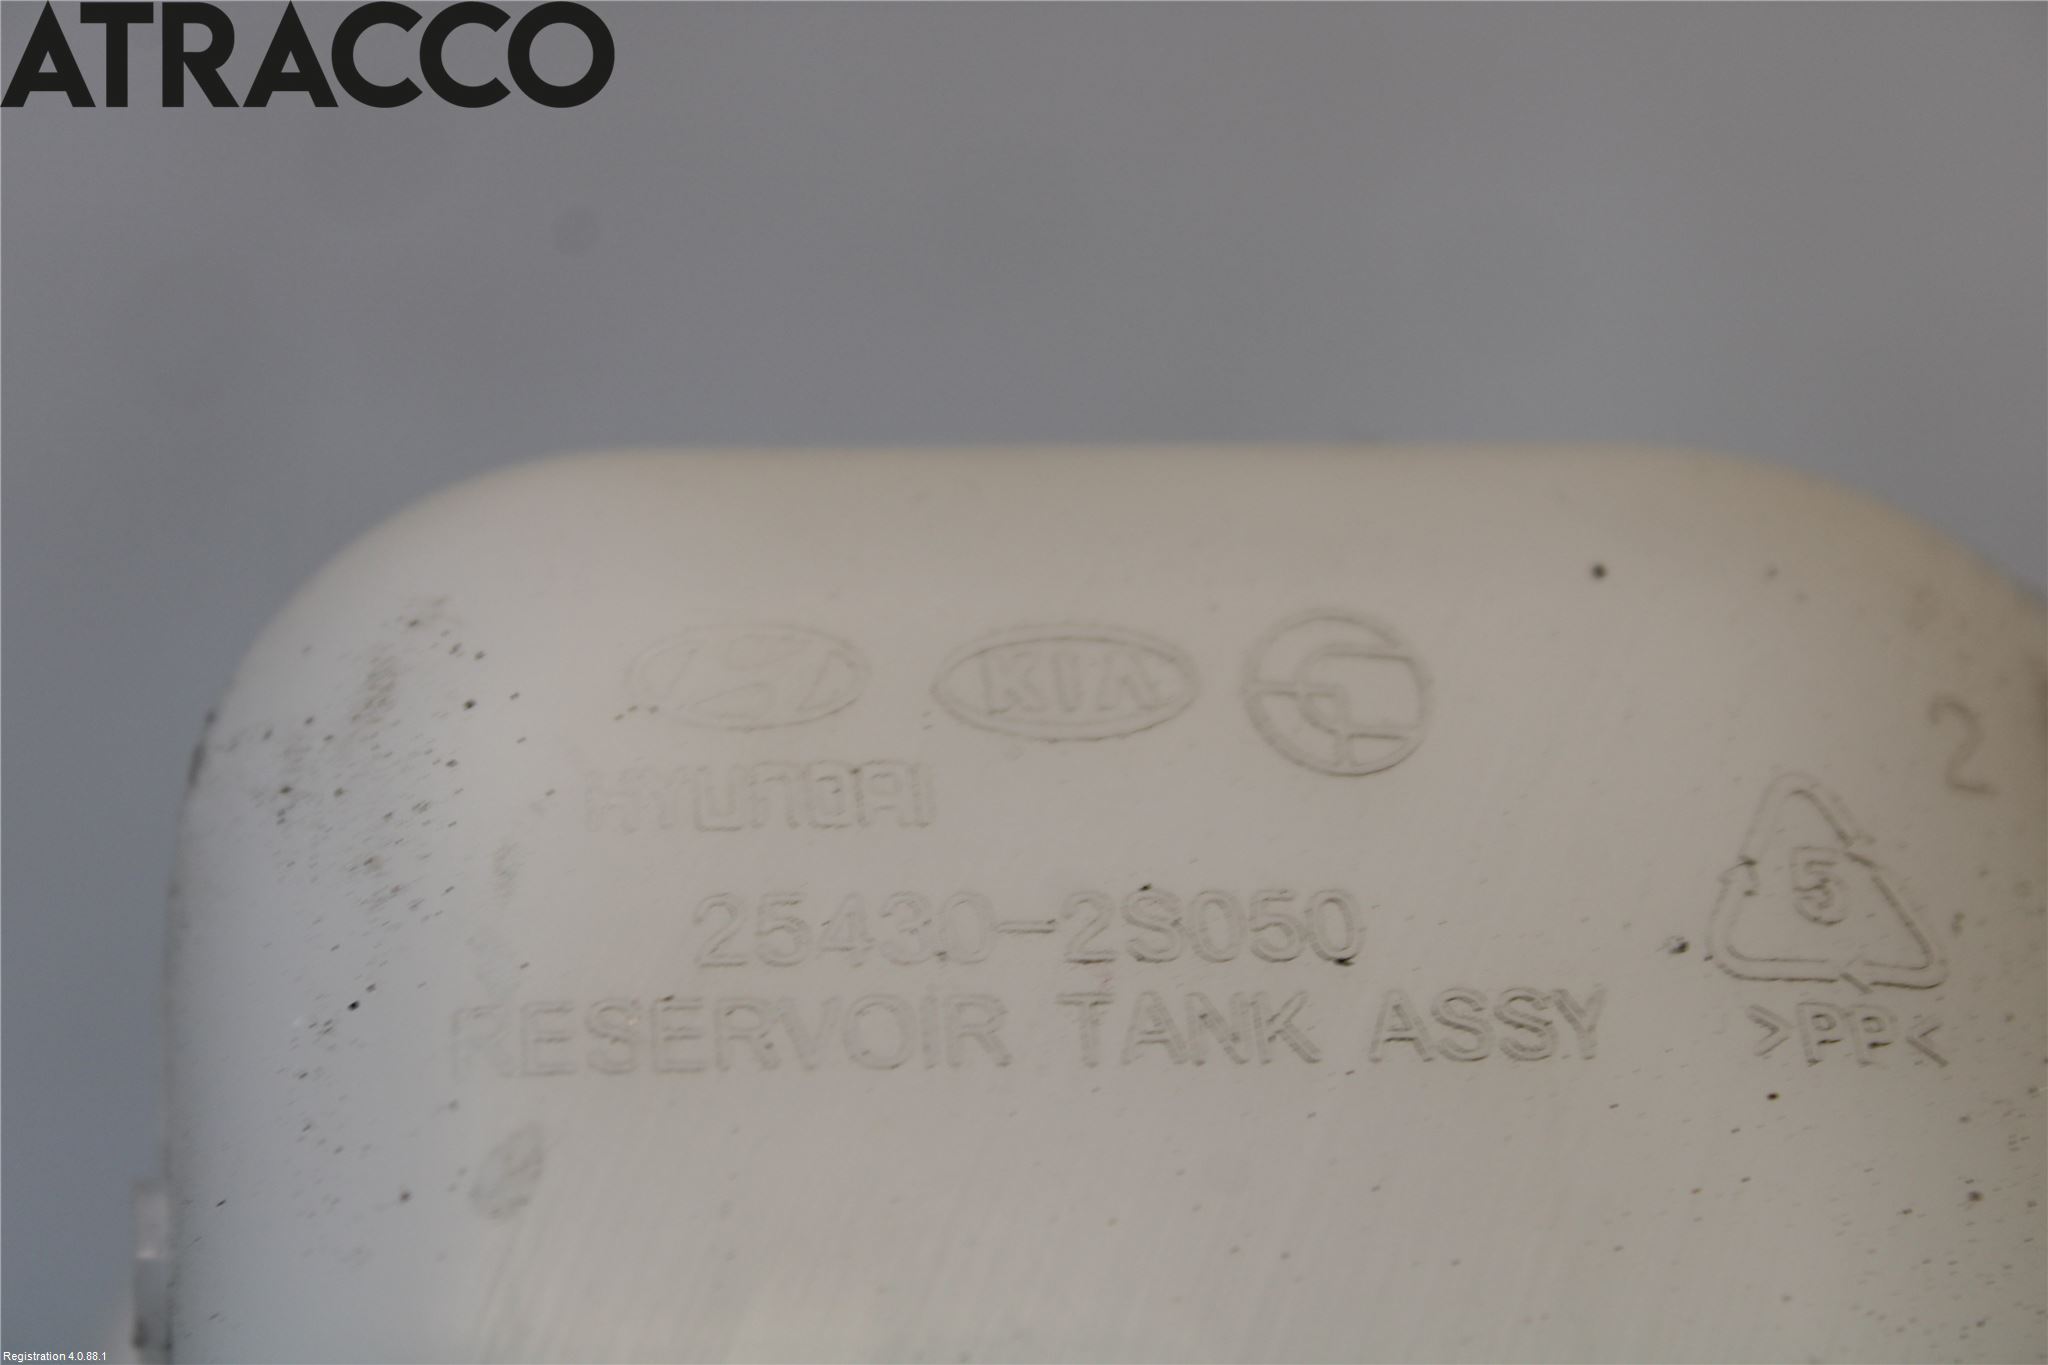 ATRACCO
KIA
HYUNDAI
2
25430-2S050
5
RESERVOIR TANK ASSY
>PP<
Registration 4.0.88.1